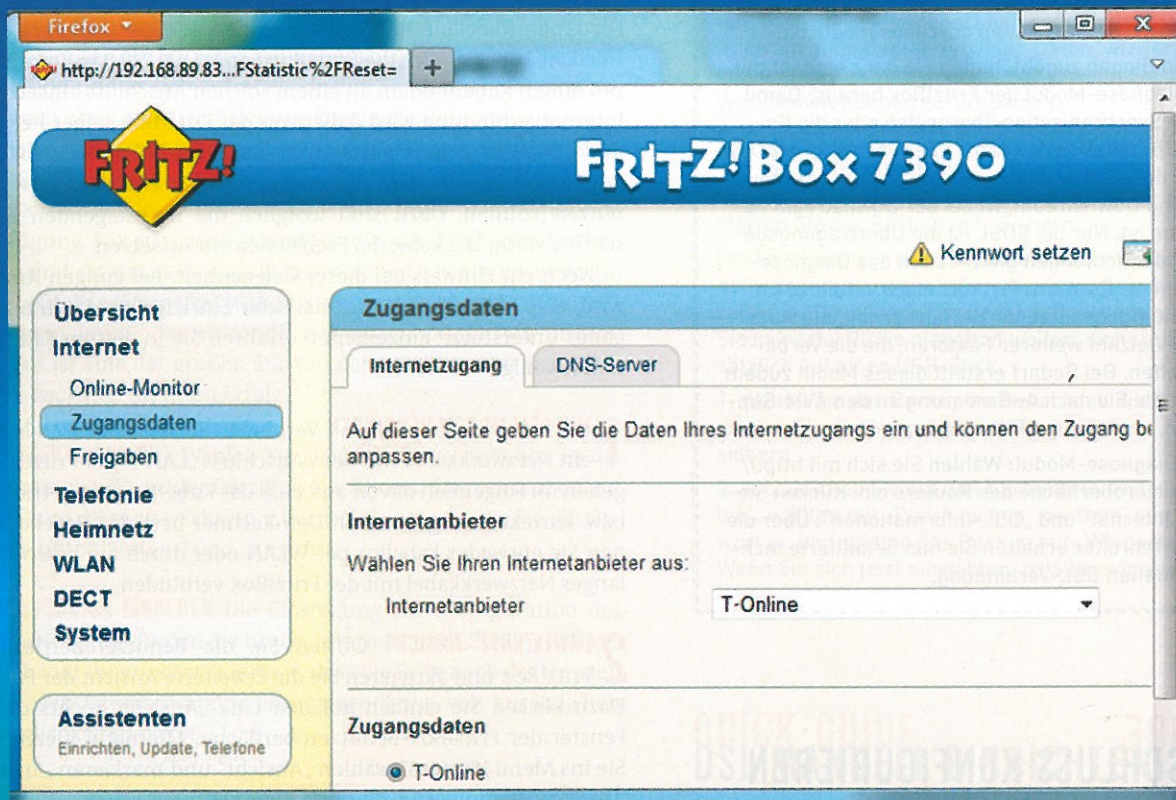 Firefox
http://192.168.89.83...FStatistic%2FReset=
+
FRITZ!
FRITZ!Box 7390
Kennwort setzen
Übersicht
Internet
Online-Monitor
Zugangsdaten
Freigaben
Telefonie
Heimnetz
WLAN
DECT
System
Assistenten
Einrichten, Update, Telefone
Zugangsdaten
Internetzugang
DNS-Server
Auf dieser Seite geben Sie die Daten Ihres Internetzugangs ein und können den Zugang be
anpassen.
Internetanbieter
Wählen Sie Ihren Internetanbieter aus:
Internetanbieter
T-Online
Zugangsdaten
T-Online